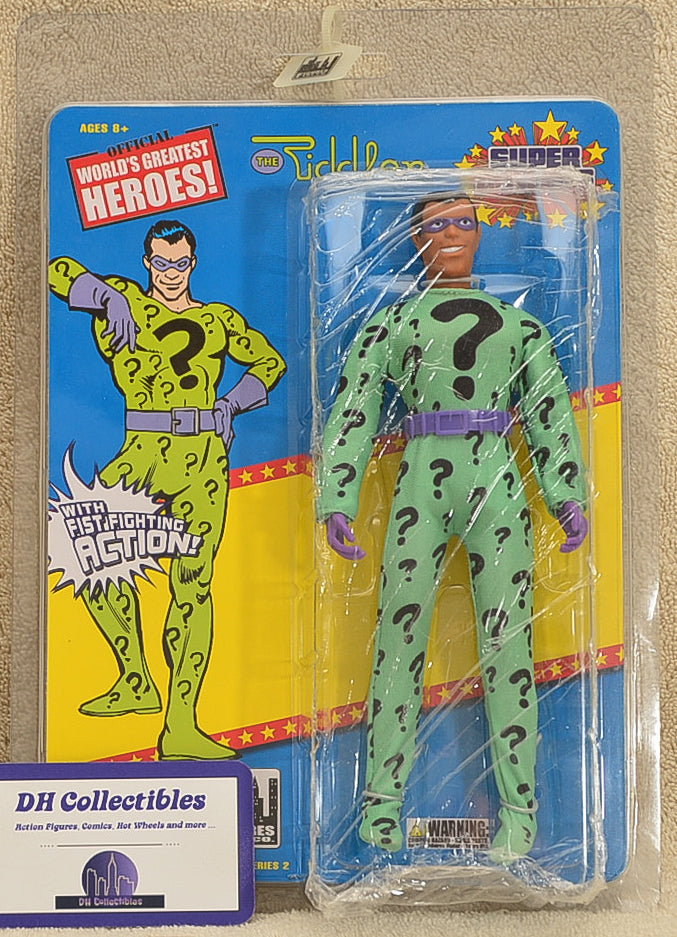 AGES 8+
OFFICIAL
WORLD'S GREATEST
HEROES!
THE Riddler
SUPER
WITH
FIST FIGHTING
ACTION!
WARNING:
SERIES 2
DH Collectibles
Action Figures, Comics, Hot Wheels and more ...
DH Collectibles